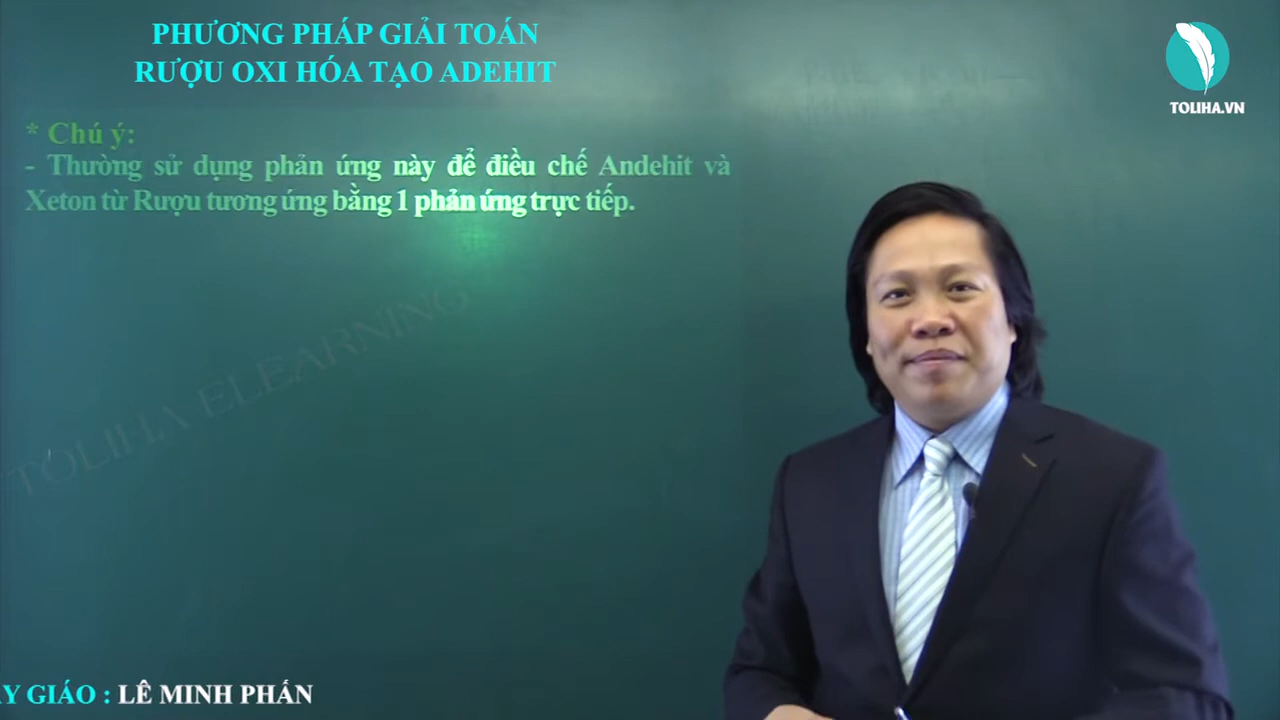 PHƯƠNG PHÁP GIẢI TOÁN
RƯỢU OXI HÓA TẠO ADEHIT
TOLIHA.VN
* Chú ý:
- Thường sử dụng phản ứng này để điều chế Andehit và
Xeton từ Rượu tương ứng bằng 1 phản ứng trực tiếp.
TOLIHA ELEARNING
ẦY GIÁO : LÊ MINH PHẤN